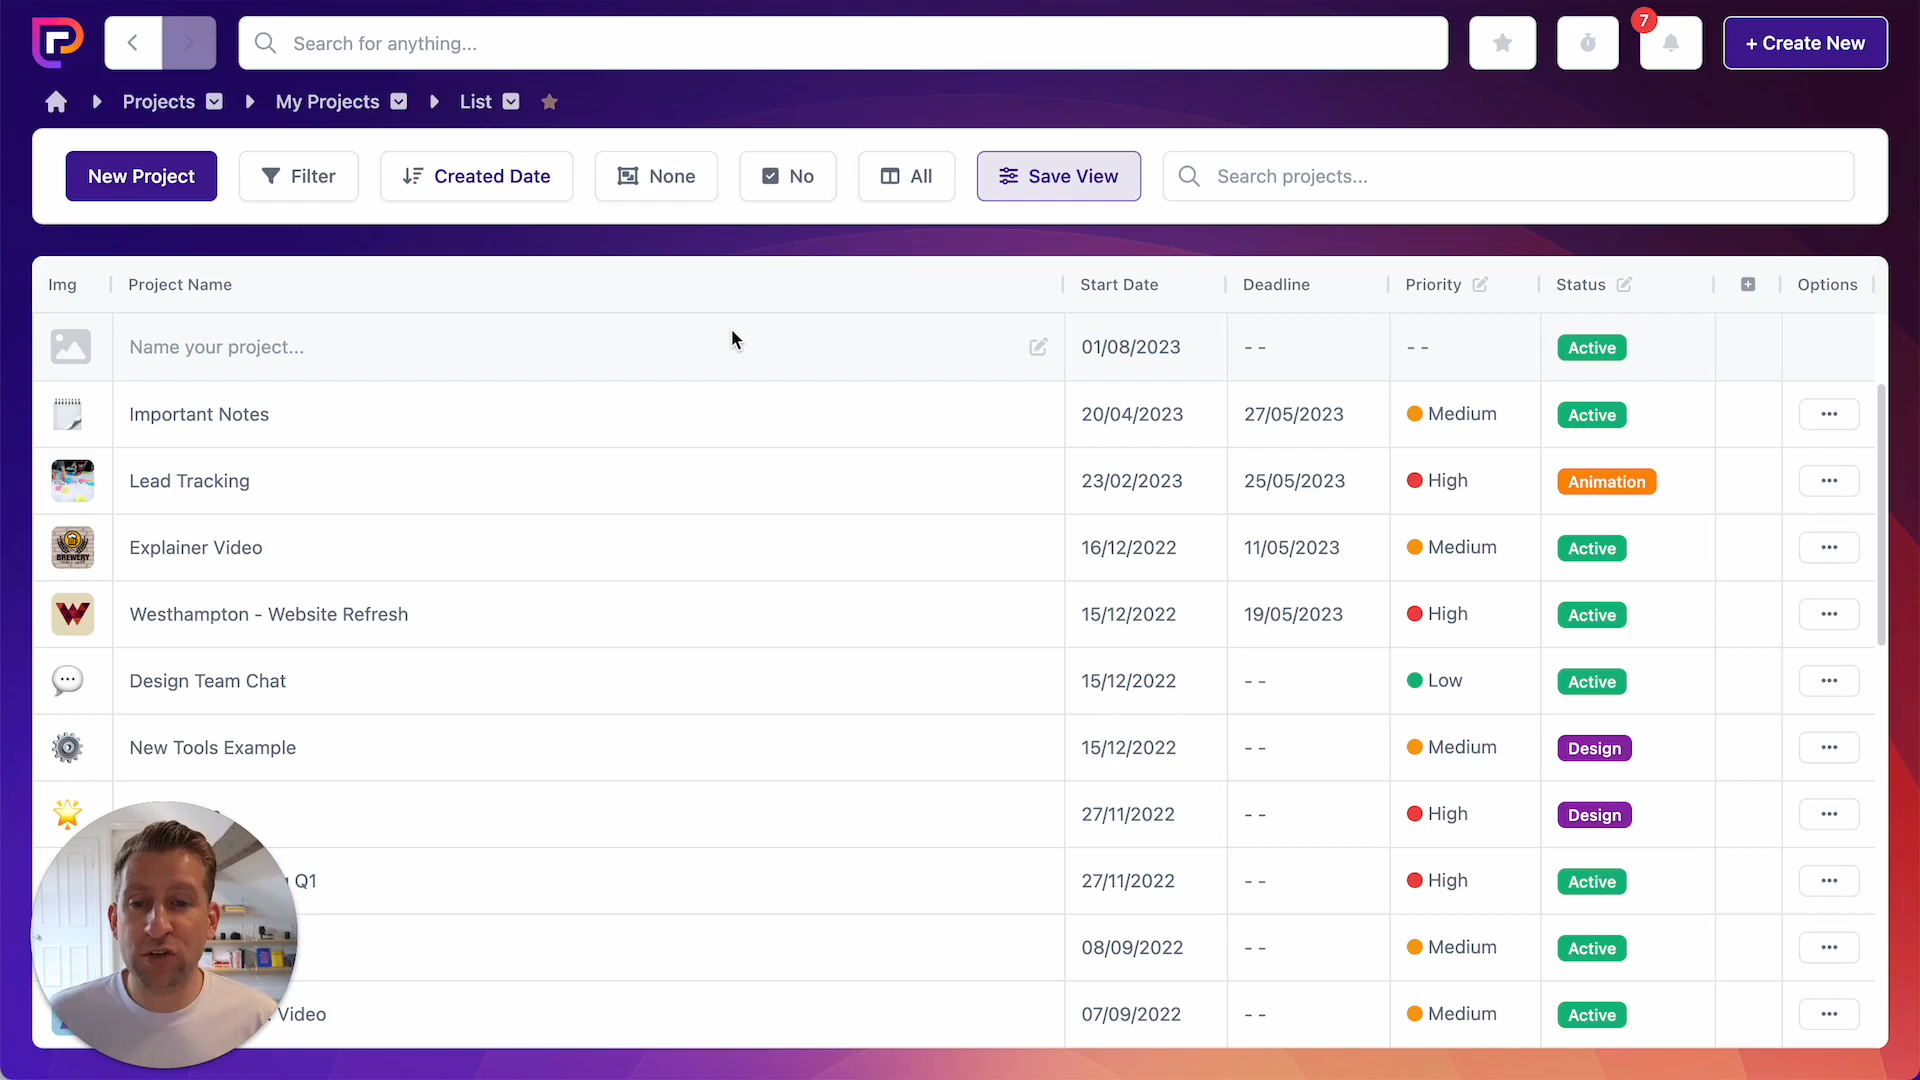 Search for anything...
7
+ Create New
Projects My Projects List
New Project Filter Created Date None No All Save View Search projects...
Img Project Name Start Date Deadline Priority Status Options
Name your project... 01/08/2023 - - - - Active
Important Notes 20/04/2023 27/05/2023 Medium Active
Lead Tracking 23/02/2023 25/05/2023 High Animation
BREWERY Explainer Video 16/12/2022 11/05/2023 Medium Active
Westhampton - Website Refresh 15/12/2022 19/05/2023 High Active
Design Team Chat 15/12/2022 - - Low Active
New Tools Example 15/12/2022 - - Medium Design
27/11/2022 - - High Design
Q1 27/11/2022 - - High Active
08/09/2022 - - Medium Active
Video 07/09/2022 - - Medium Active